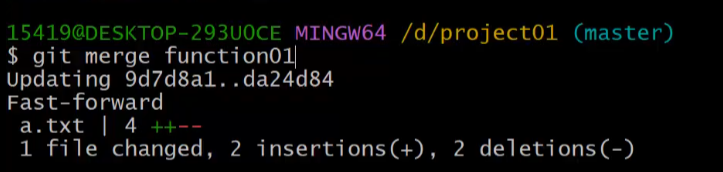 15419@DESKTOP-293U0CE MINGW64 /d/project01 (master)
$ git merge function01
Updating 9d7d8a1..da24d84
Fast-forward
 a.txt | 4 ++--
 1 file changed, 2 insertions(+), 2 deletions(-)